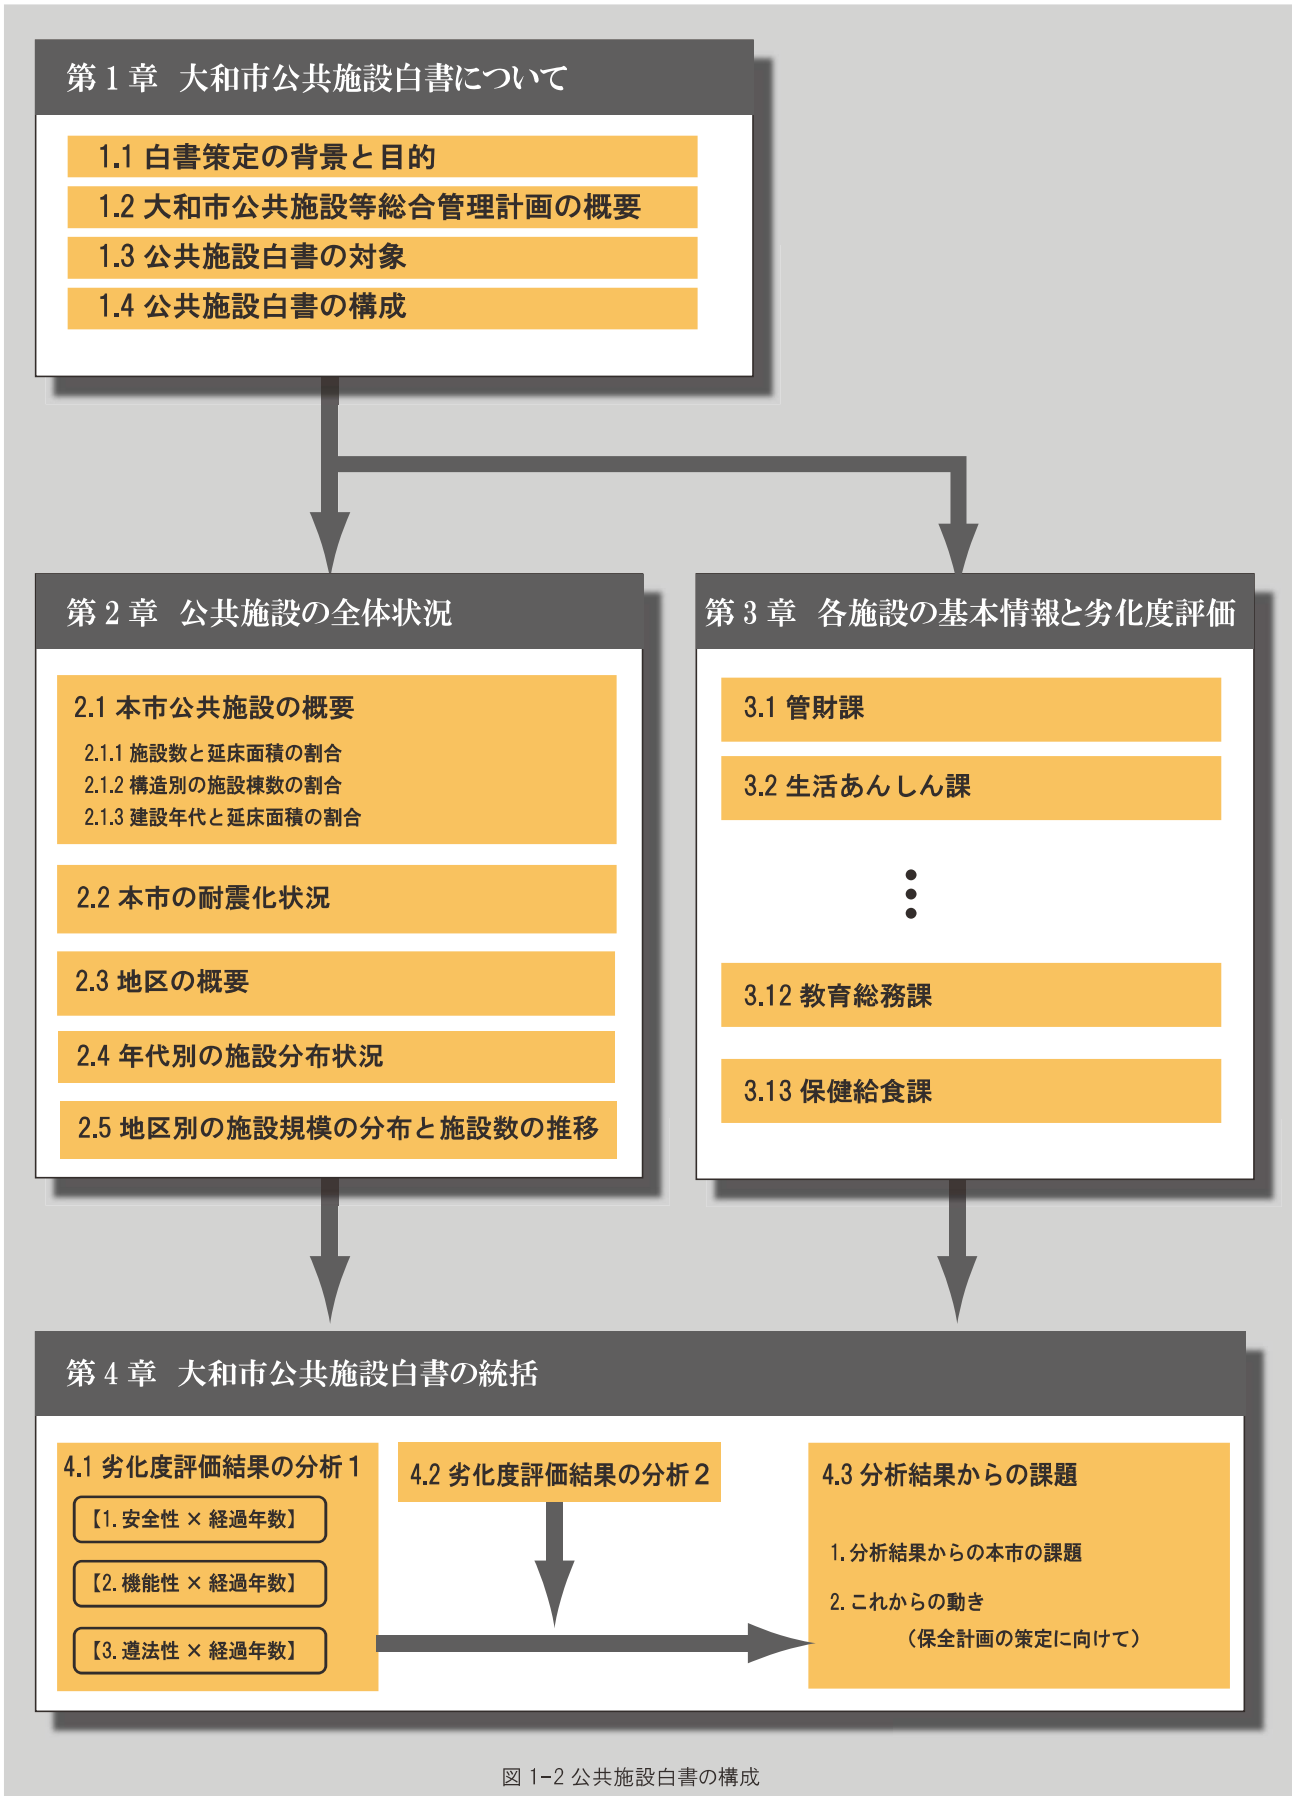 第1章 大和市公共施設白書について
1.1 白書策定の背景と目的
1.2 大和市公共施設等総合管理計画の概要
1.3 公共施設白書の対象
1.4 公共施設白書の構成
第2章 公共施設の全体状況
2.1 本市公共施設の概要
2.1.1 施設数と延床面積の割合
2.1.2 構造別の施設棟数の割合
2.1.3 建設年代と延床面積の割合
2.2 本市の耐震化状況
2.3 地区の概要
2.4 年代別の施設分布状況
2.5 地区別の施設規模の分布と施設数の推移
第3章 各施設の基本情報と劣化度評価
3.1 管財課
3.2 生活あんしん課
3.12 教育総務課
3.13 保健給食課
第4章 大和市公共施設白書の統括
4.1 劣化度評価結果の分析1
【1. 安全性 × 経過年数】
【2. 機能性 × 経過年数】
【3. 遵法性 × 経過年数】
4.2 劣化度評価結果の分析2
4.3 分析結果からの課題
1. 分析結果からの本市の課題
2. これからの動き
（保全計画の策定に向けて）
図 1-2 公共施設白書の構成